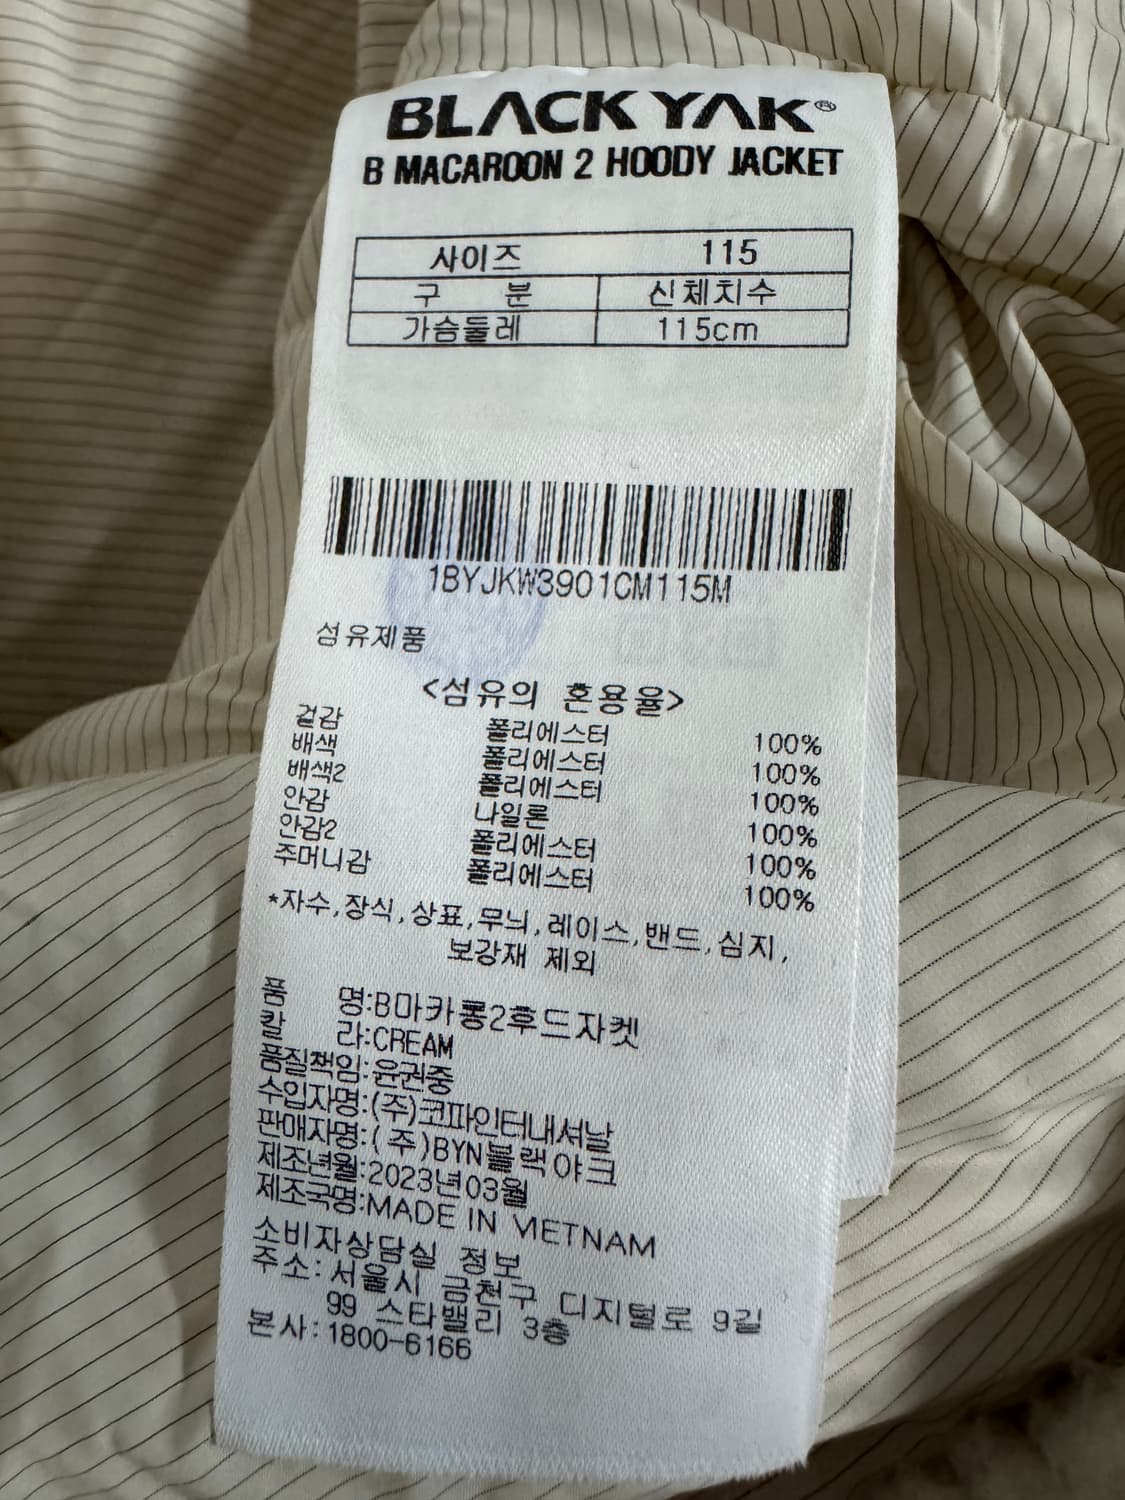 BLACKYAK®
B MACAROON 2 HOODY JACKET
사이즈 115
구 분 신체치수
가슴둘레 115cm
1BYJKW3901CM115M
섬유제품
<섬유의 혼용율>
겉감 폴리에스터 100%
배색 폴리에스터 100%
배색2 폴리에스터 100%
안감 나일론 100%
안감2 폴리에스터 100%
주머니감 폴리에스터 100%
*자수,장식,상표,무늬,레이스,밴드,심지,
보강재 제외
품 명:B마카롱2후드자켓
칼 라:CREAM
품질책임:윤권중
수입자명:(주)코파인터내셔날
판매자명:(주)BYN블랙야크
제조년월:2023년03월
제조국명:MADE IN VIETNAM
소비자상담실 정보
주소:서울시 금천구 디지털로 9길
99 스타밸리 3층
본사:1800-6166